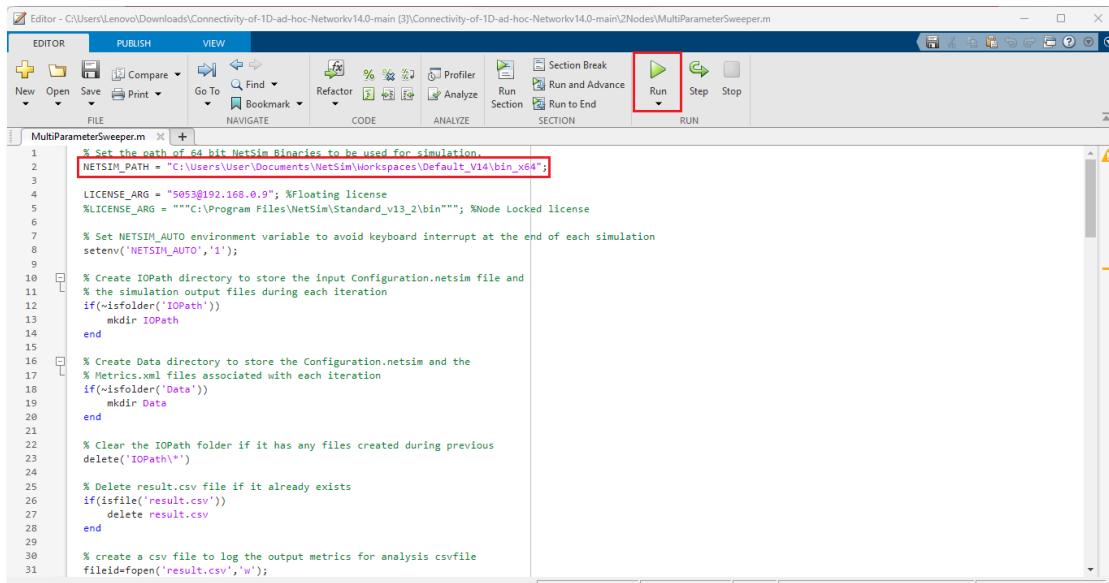 Editor - C:\Users\Lenovo\Downloads\Connectivity-of-1D-ad-hoc-Networkv14.0-main (3)\Connectivity-of-1D-ad-hoc-Networkv14.0-main\2Nodes\MultiParameterSweeper.m
EDITOR PUBLISH VIEW
New Open Save Compare Print
Go To Find Bookmark
Refactor Profiler Analyze
Run Section Section Break Run and Advance Run to End
Run Step Stop
FILE NAVIGATE CODE ANALYZE SECTION RUN
MultiParameterSweeper.m
1 % Set the path of 64 bit NetSim Binaries to be used for simulation.
2 NETSIM_PATH = "C:\Users\User\Documents\NetSim\Workspaces\Default_V14\bin_x64";
3
4 LICENSE_ARG = "5053@192.168.0.9"; %Floating license
5 %LICENSE_ARG = """C:\Program Files\NetSim\Standard_v13_2\bin"""; %Node Locked license
6
7 % Set NETSIM_AUTO environment variable to avoid keyboard interrupt at the end of each simulation
8 setenv('NETSIM_AUTO','1');
9
10 % Create IOPath directory to store the input Configuration.netsim file and
11 % the simulation output files during each iteration
12 if(~isfolder('IOPath'))
13 mkdir IOPath
14 end
15
16 % Create Data directory to store the Configuration.netsim and the
17 % Metrics.xml files associated with each iteration
18 if(~isfolder('Data'))
19 mkdir Data
20 end
21
22 % Clear the IOPath folder if it has any files created during previous
23 delete('IOPath\*')
24
25 % Delete result.csv file if it already exists
26 if(isfile('result.csv'))
27 delete result.csv
28 end
29
30 % create a csv file to log the output metrics for analysis csvfile
31 fileid=fopen('result.csv','w');